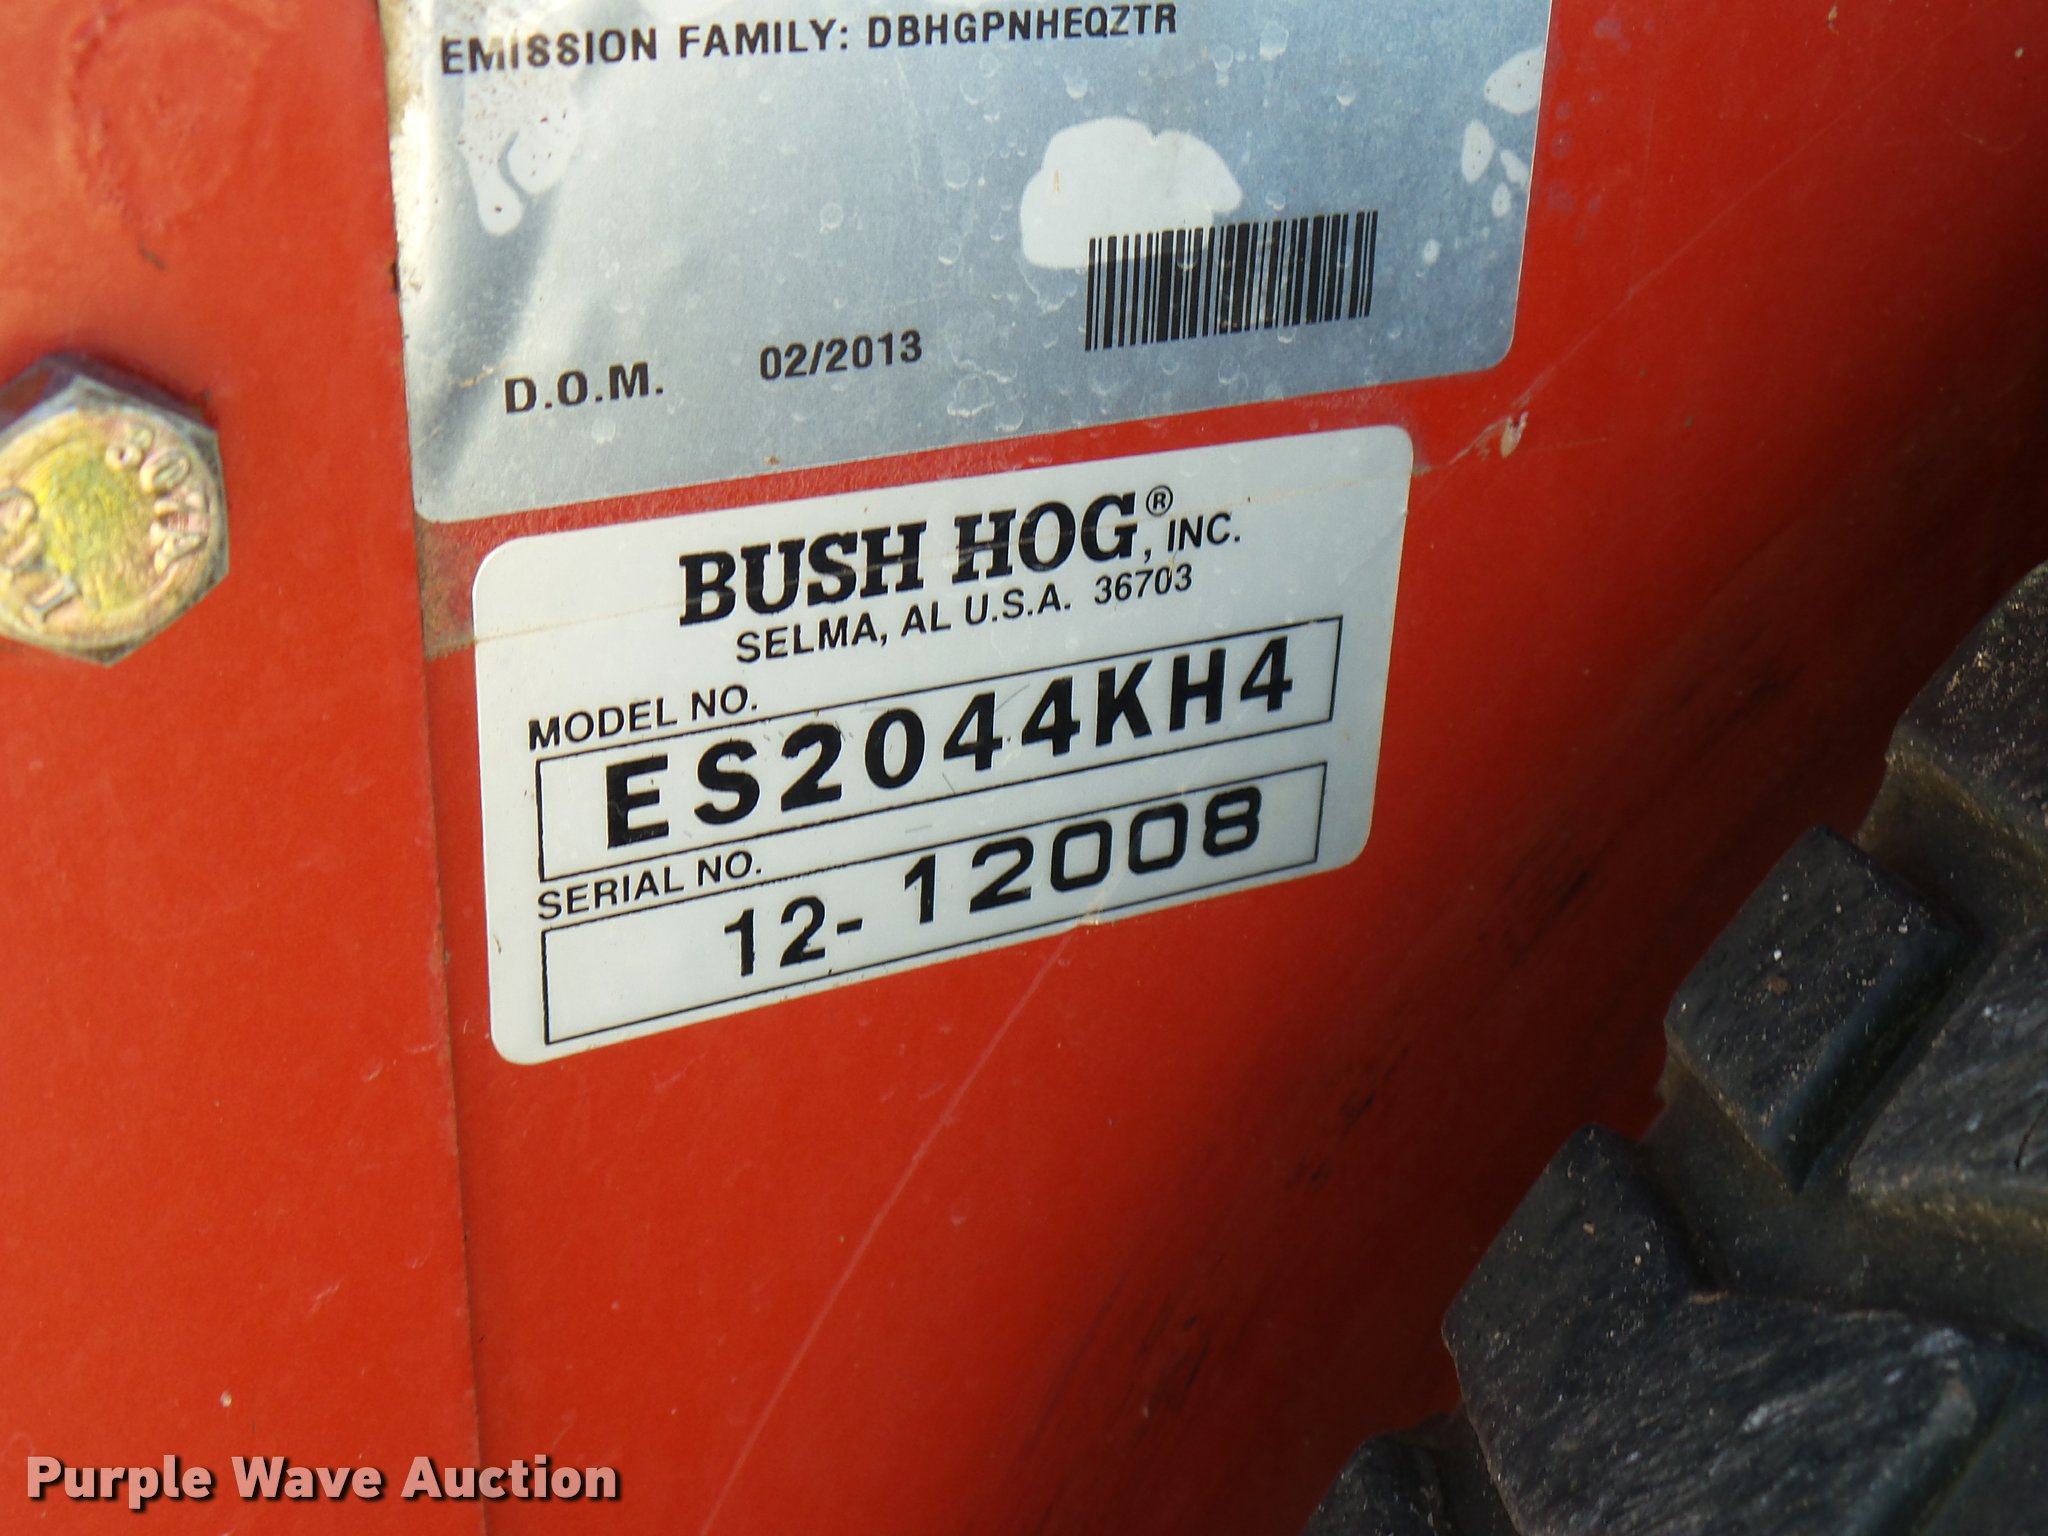 EMISSION FAMILY: DBHGPNHEQZTR
D.O.M. 02/2013
307A
BUSH HOG®, INC.
SELMA, AL U.S.A. 36703
MODEL NO.
ES2044KH4
SERIAL NO.
12-12008
Purple Wave Auction